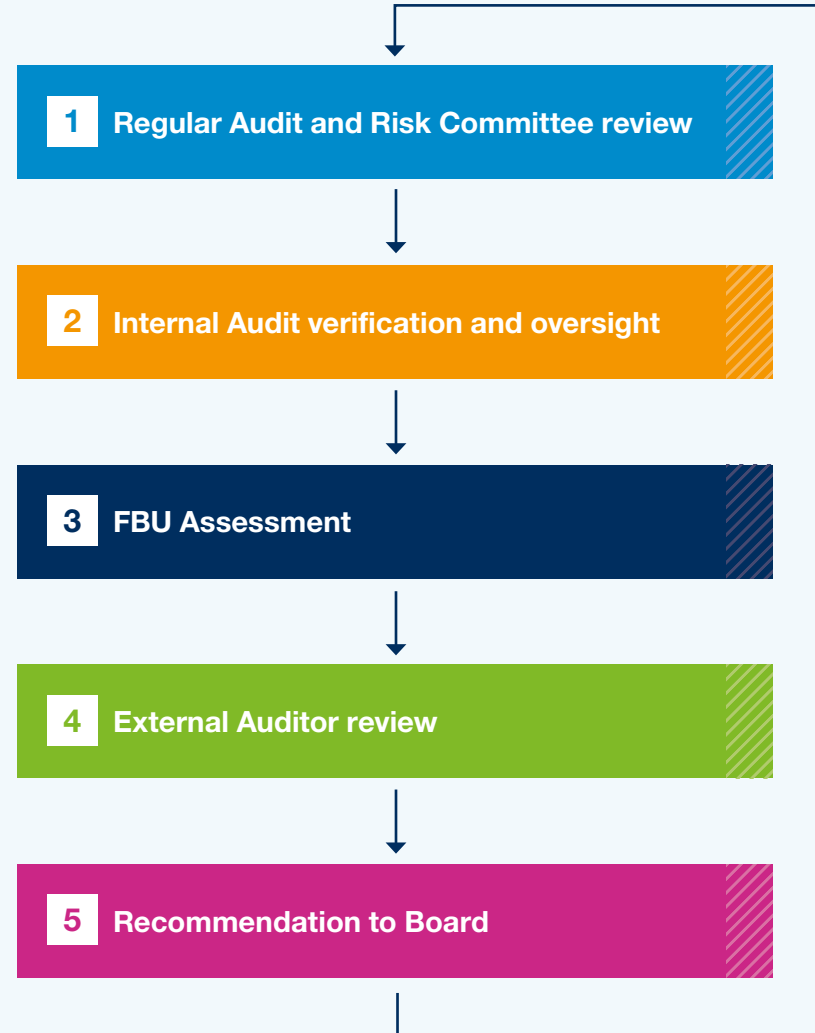 1 Regular Audit and Risk Committee review
2 Internal Audit verification and oversight
3 FBU Assessment
4 External Auditor review
5 Recommendation to Board